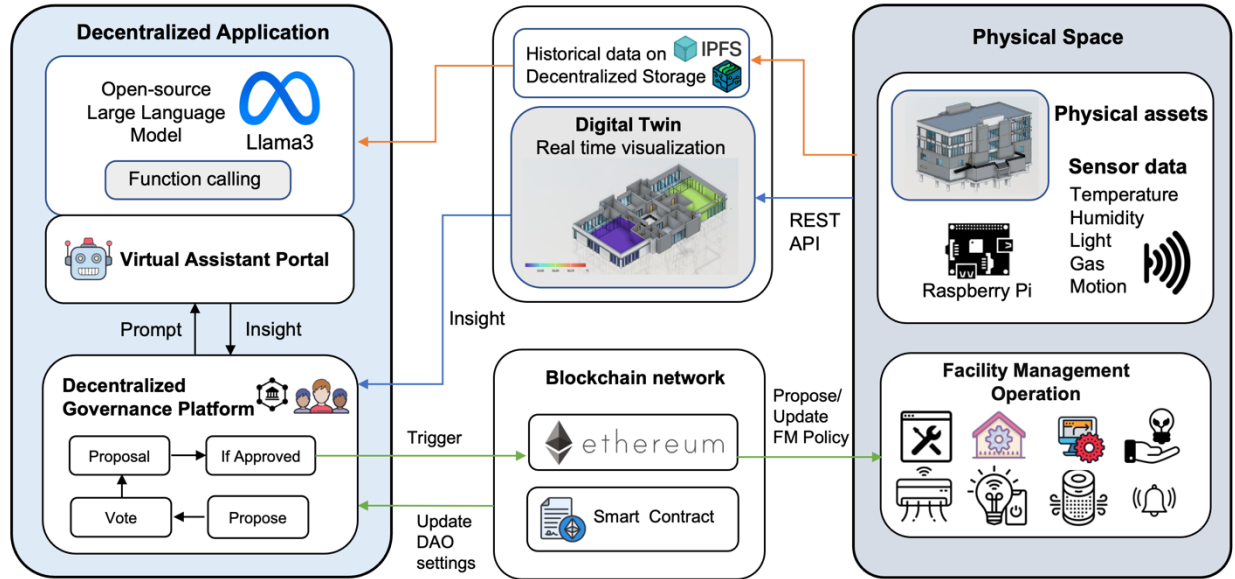 Decentralized Application
Open-source
Large Language
Model
Llama3
Function calling
Virtual Assistant Portal
Prompt
Insight
Decentralized
Governance Platform
Proposal
If Approved
Vote
Propose
Historical data on
IPFS
Decentralized Storage
Digital Twin
Real time visualization
REST
API
Insight
Blockchain network
ethereum
Smart Contract
Trigger
Update
DAO
settings
Propose/
Update
FM Policy
Physical Space
Physical assets
Sensor data
Temperature
Humidity
Light
Gas
Motion
Raspberry Pi
Facility Management
Operation